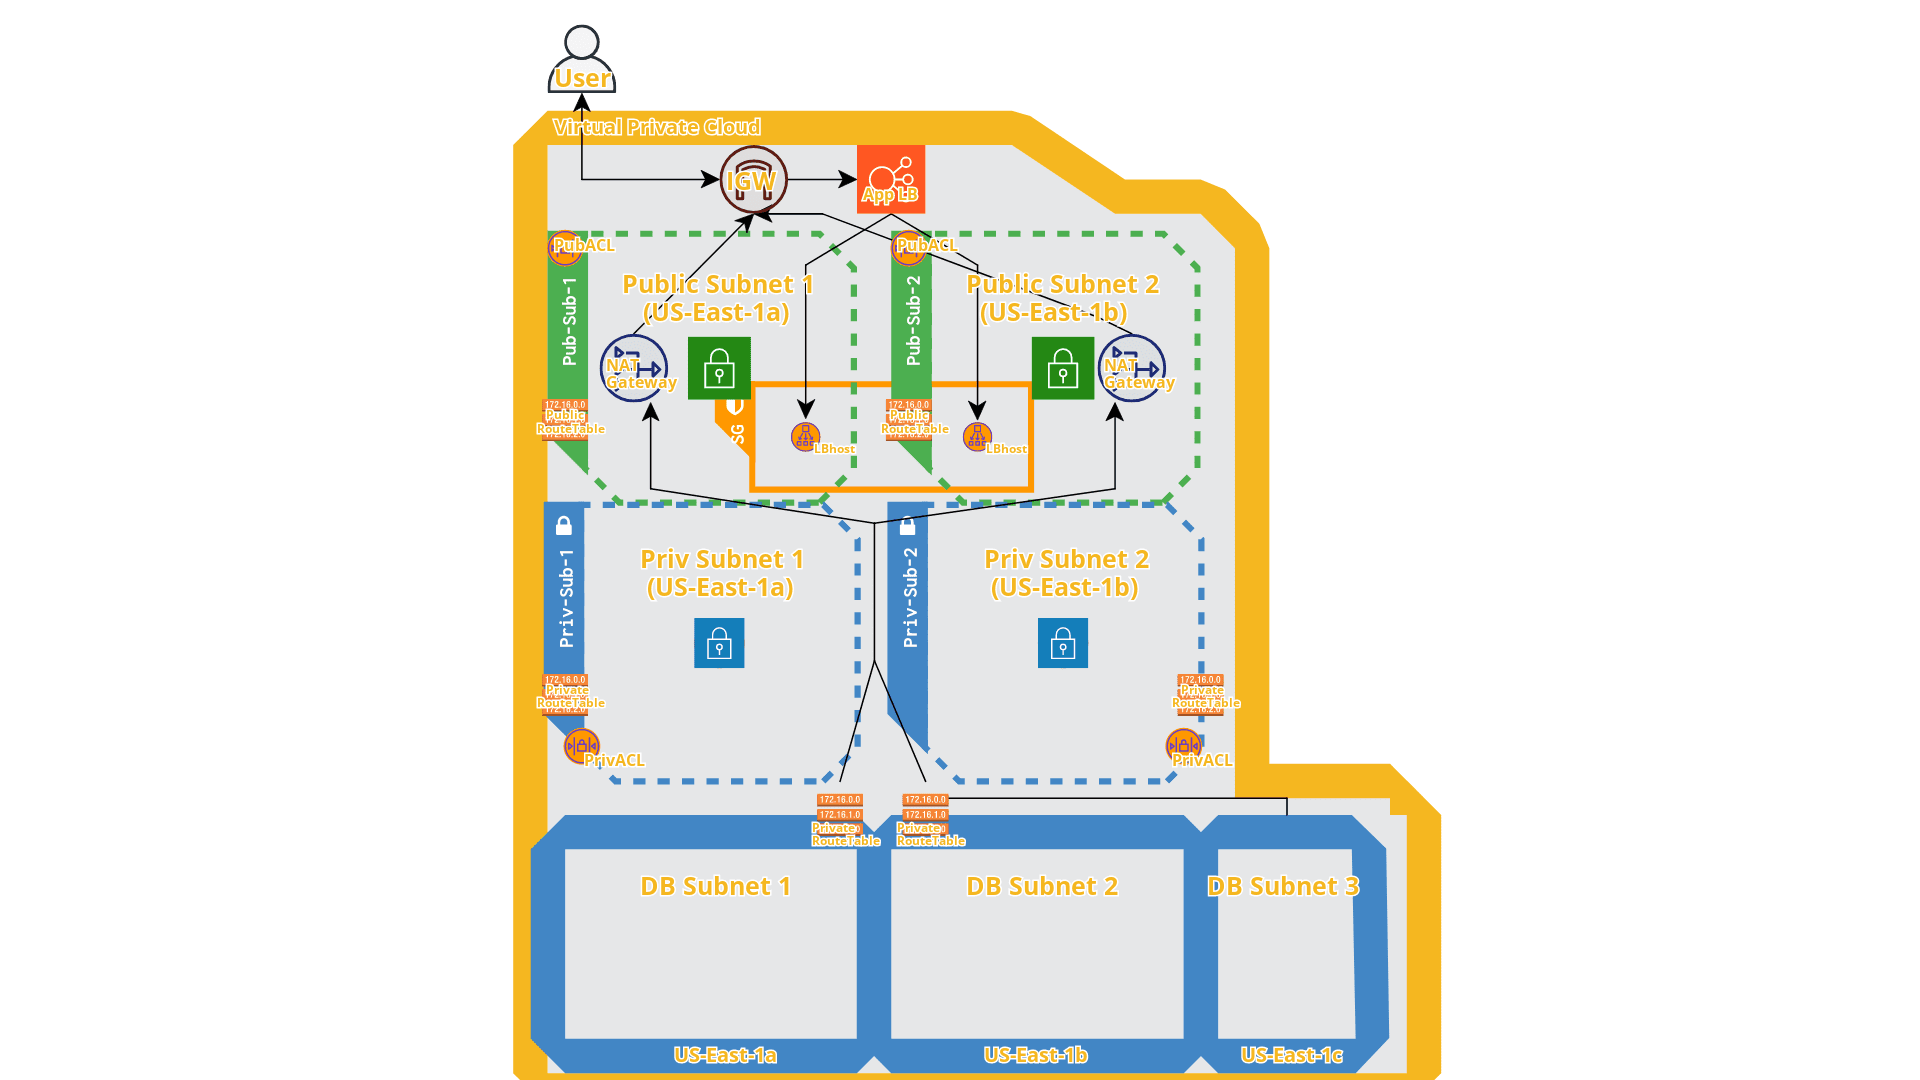 User
Virtual Private Cloud
IGW
App LB
PubACL
PubACL
Public Subnet 1
(US-East-1a)
Public Subnet 2
(US-East-1b)
Pub-Sub-1
Pub-Sub-2
NAT
Gateway
NAT
Gateway
172.16.0.0
Public
RouteTable
SG
172.16.0.0
Public
RouteTable
LBhost
LBhost
Priv Subnet 1
(US-East-1a)
Priv Subnet 2
(US-East-1b)
Priv-Sub-1
Priv-Sub-2
172.16.0.0
Private
RouteTable
172.16.0.0
Private
RouteTable
PrivACL
PrivACL
172.16.0.0
172.16.1.0
Private
RouteTable
172.16.0.0
172.16.1.0
Private
RouteTable
DB Subnet 1
DB Subnet 2
DB Subnet 3
US-East-1a
US-East-1b
US-East-1c